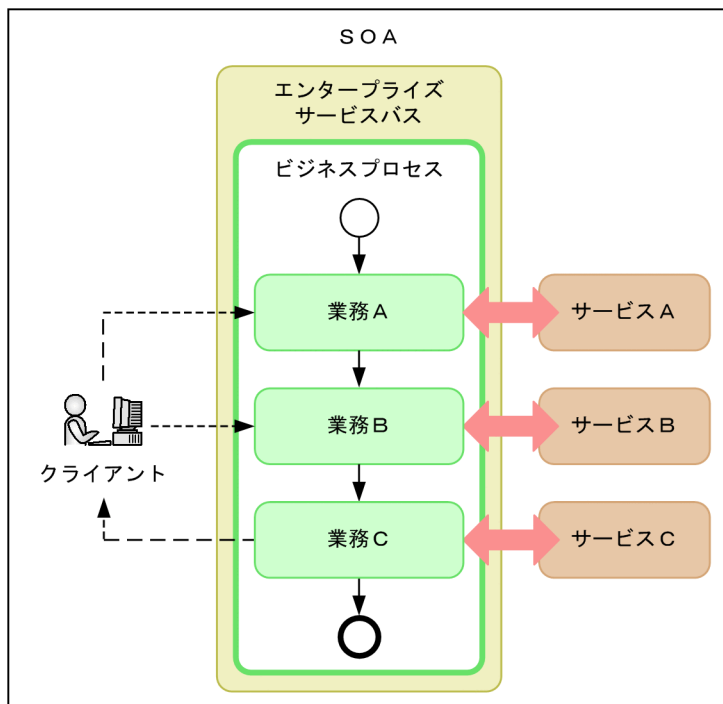 ＳＯＡ
エンタープライズ
サービスバス
ビジネスプロセス
業務Ａ
サービスＡ
業務Ｂ
サービスＢ
クライアント
業務Ｃ
サービスＣ